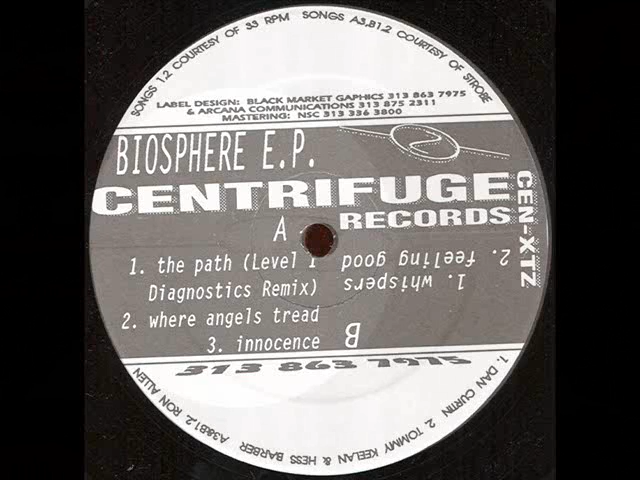 SONGS 1,2 COURTESY OF 33 RPM SONGS A3,B1,2 COURTESY OF STROBE
LABEL DESIGN: BLACK MARKET GAPHICS 313 863 7975
& ARCANA COMMUNICATIONS 313 875 2311
MASTERING: NSC 313 336 3800
BIOSPHERE E.P.
CENTRIFUGE
RECORDS
CEN-XTZ
A
1. the path (Level 1
Diagnostics Remix)
2. where angels tread
3. innocence
B
1. whispers
2. feeling good
313 863 7975
1. DAN CURTIN 2. TOMMY KEELAN & HESS BARBER A3&B1,2. RON ALLEN